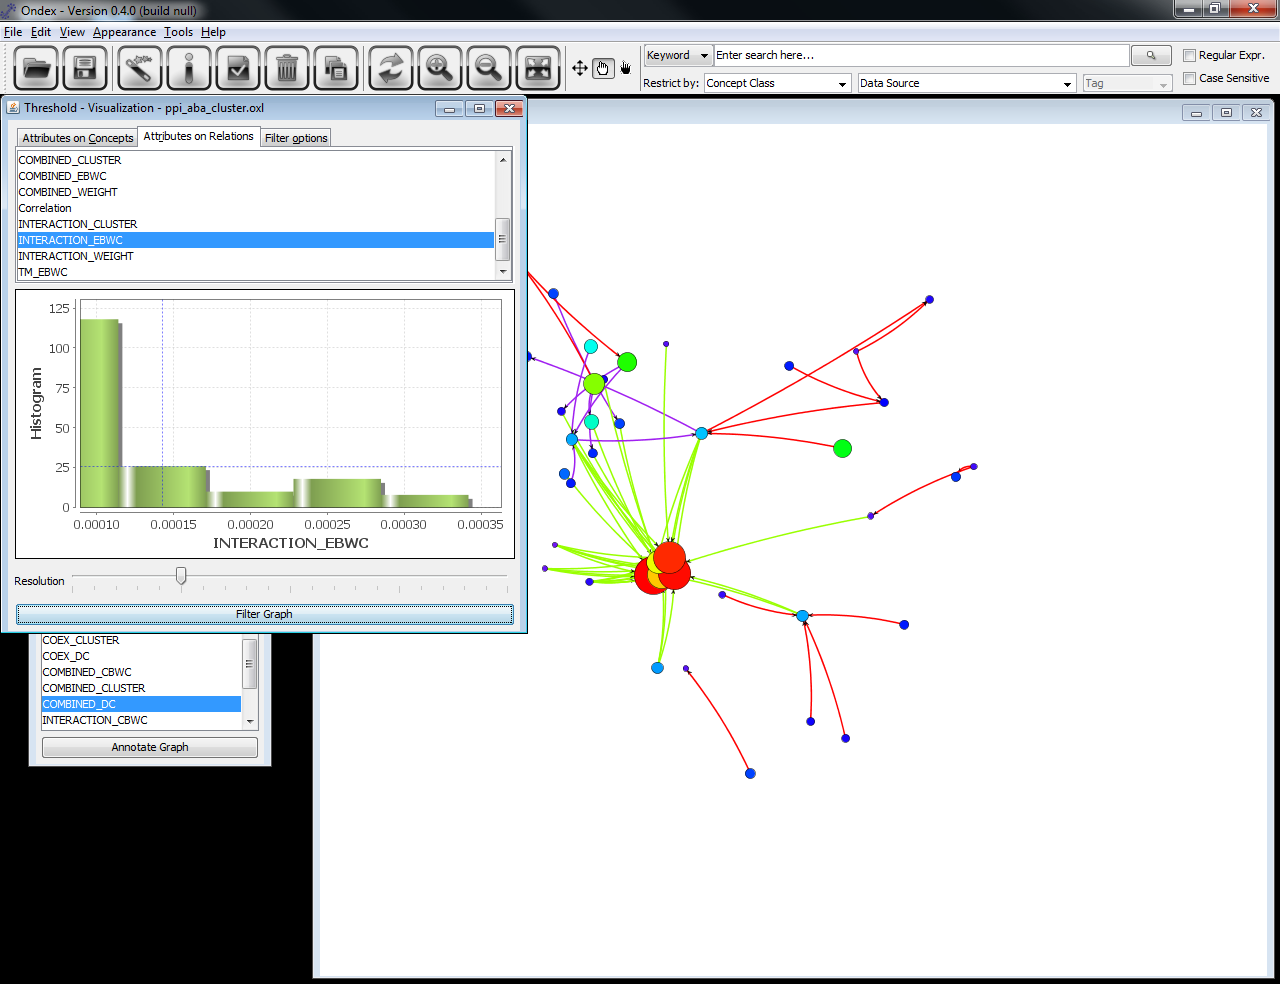 Ondex - Version 0.4.0 (build null)
File Edit View Appearance Tools Help
Keyword Enter search here... Regular Expr.
Restrict by: Concept Class Data Source Tag Case Sensitive
Threshold - Visualization - ppi_aba_cluster.oxl
Attributes on Concepts Attributes on Relations Filter options
COMBINED_CLUSTER
COMBINED_EBWC
COMBINED_WEIGHT
Correlation
INTERACTION_CLUSTER
INTERACTION_EBWC
INTERACTION_WEIGHT
TM_EBWC
Histogram
125
100
75
50
25
0
0.00010 0.00015 0.00020 0.00025 0.00030 0.00035
INTERACTION_EBWC
Resolution
Filter Graph
COEX_CLUSTER
COEX_DC
COMBINED_CBWC
COMBINED_CLUSTER
COMBINED_DC
INTERACTION_CBWC
Annotate Graph